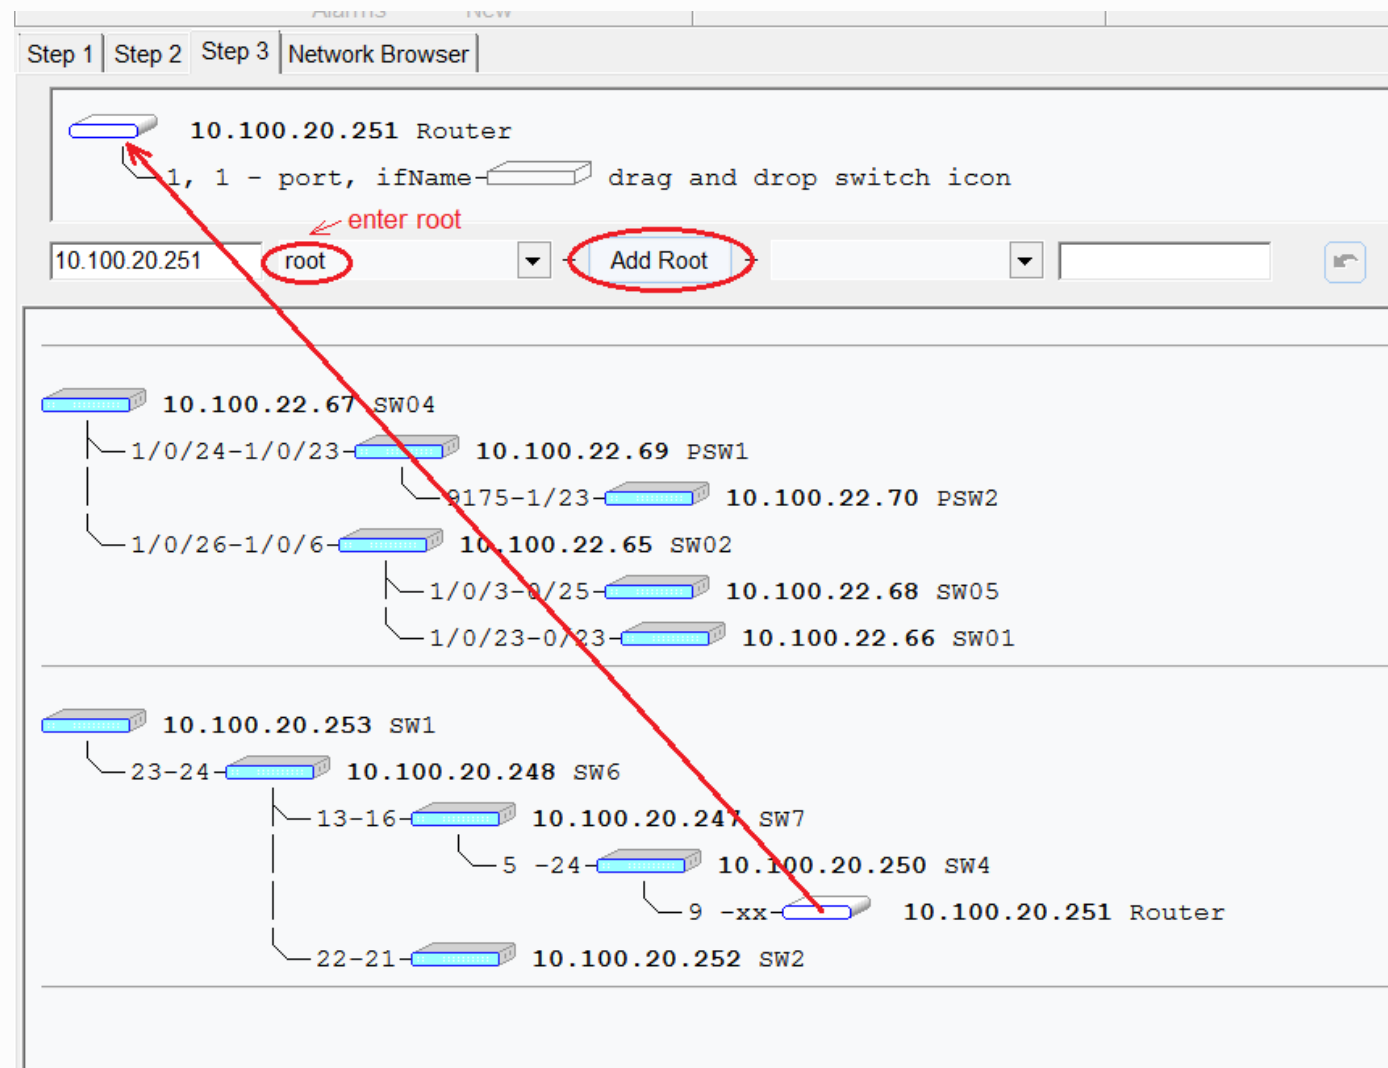 Alarms New
Step 1 Step 2 Step 3 Network Browser
10.100.20.251 Router
1, 1 - port, ifName drag and drop switch icon
enter root
10.100.20.251 root Add Root
10.100.22.67 SW04
1/0/24-1/0/23 10.100.22.69 PSW1
9175-1/23 10.100.22.70 PSW2
1/0/26-1/0/6 10.100.22.65 SW02
1/0/3-0/25 10.100.22.68 SW05
1/0/23-0/23 10.100.22.66 SW01
10.100.20.253 SW1
23-24 10.100.20.248 SW6
13-16 10.100.20.247 SW7
5 -24 10.100.20.250 SW4
9 -xx 10.100.20.251 Router
22-21 10.100.20.252 SW2